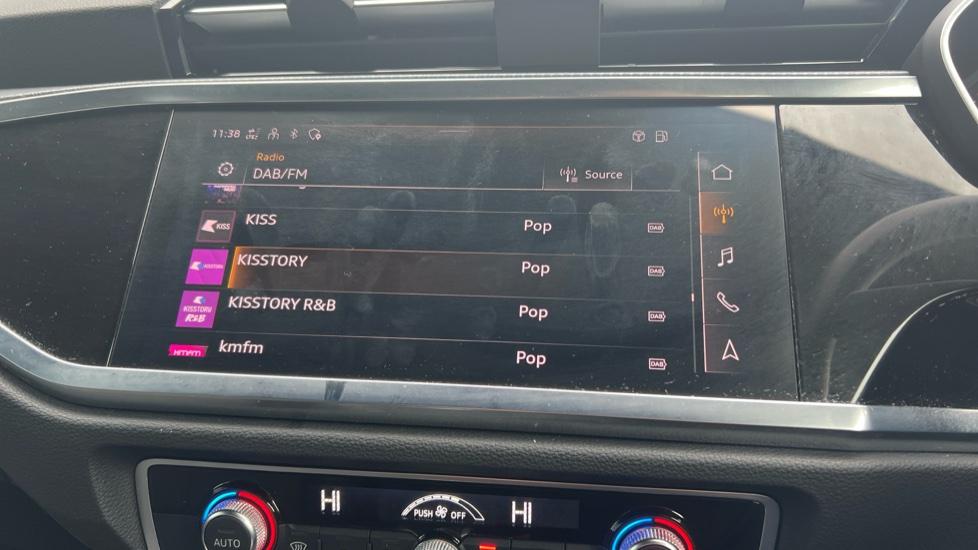 11:38
Radio
DAB/FM
Source
KISS
KISS
Pop
DAB
KISSTORY
KISSTORY
Pop
DAB
KISSTORY
R&B
KISSTORY R&B
Pop
DAB
kmfm
Pop
DAB
HI
PUSH OFF
HI
AUTO